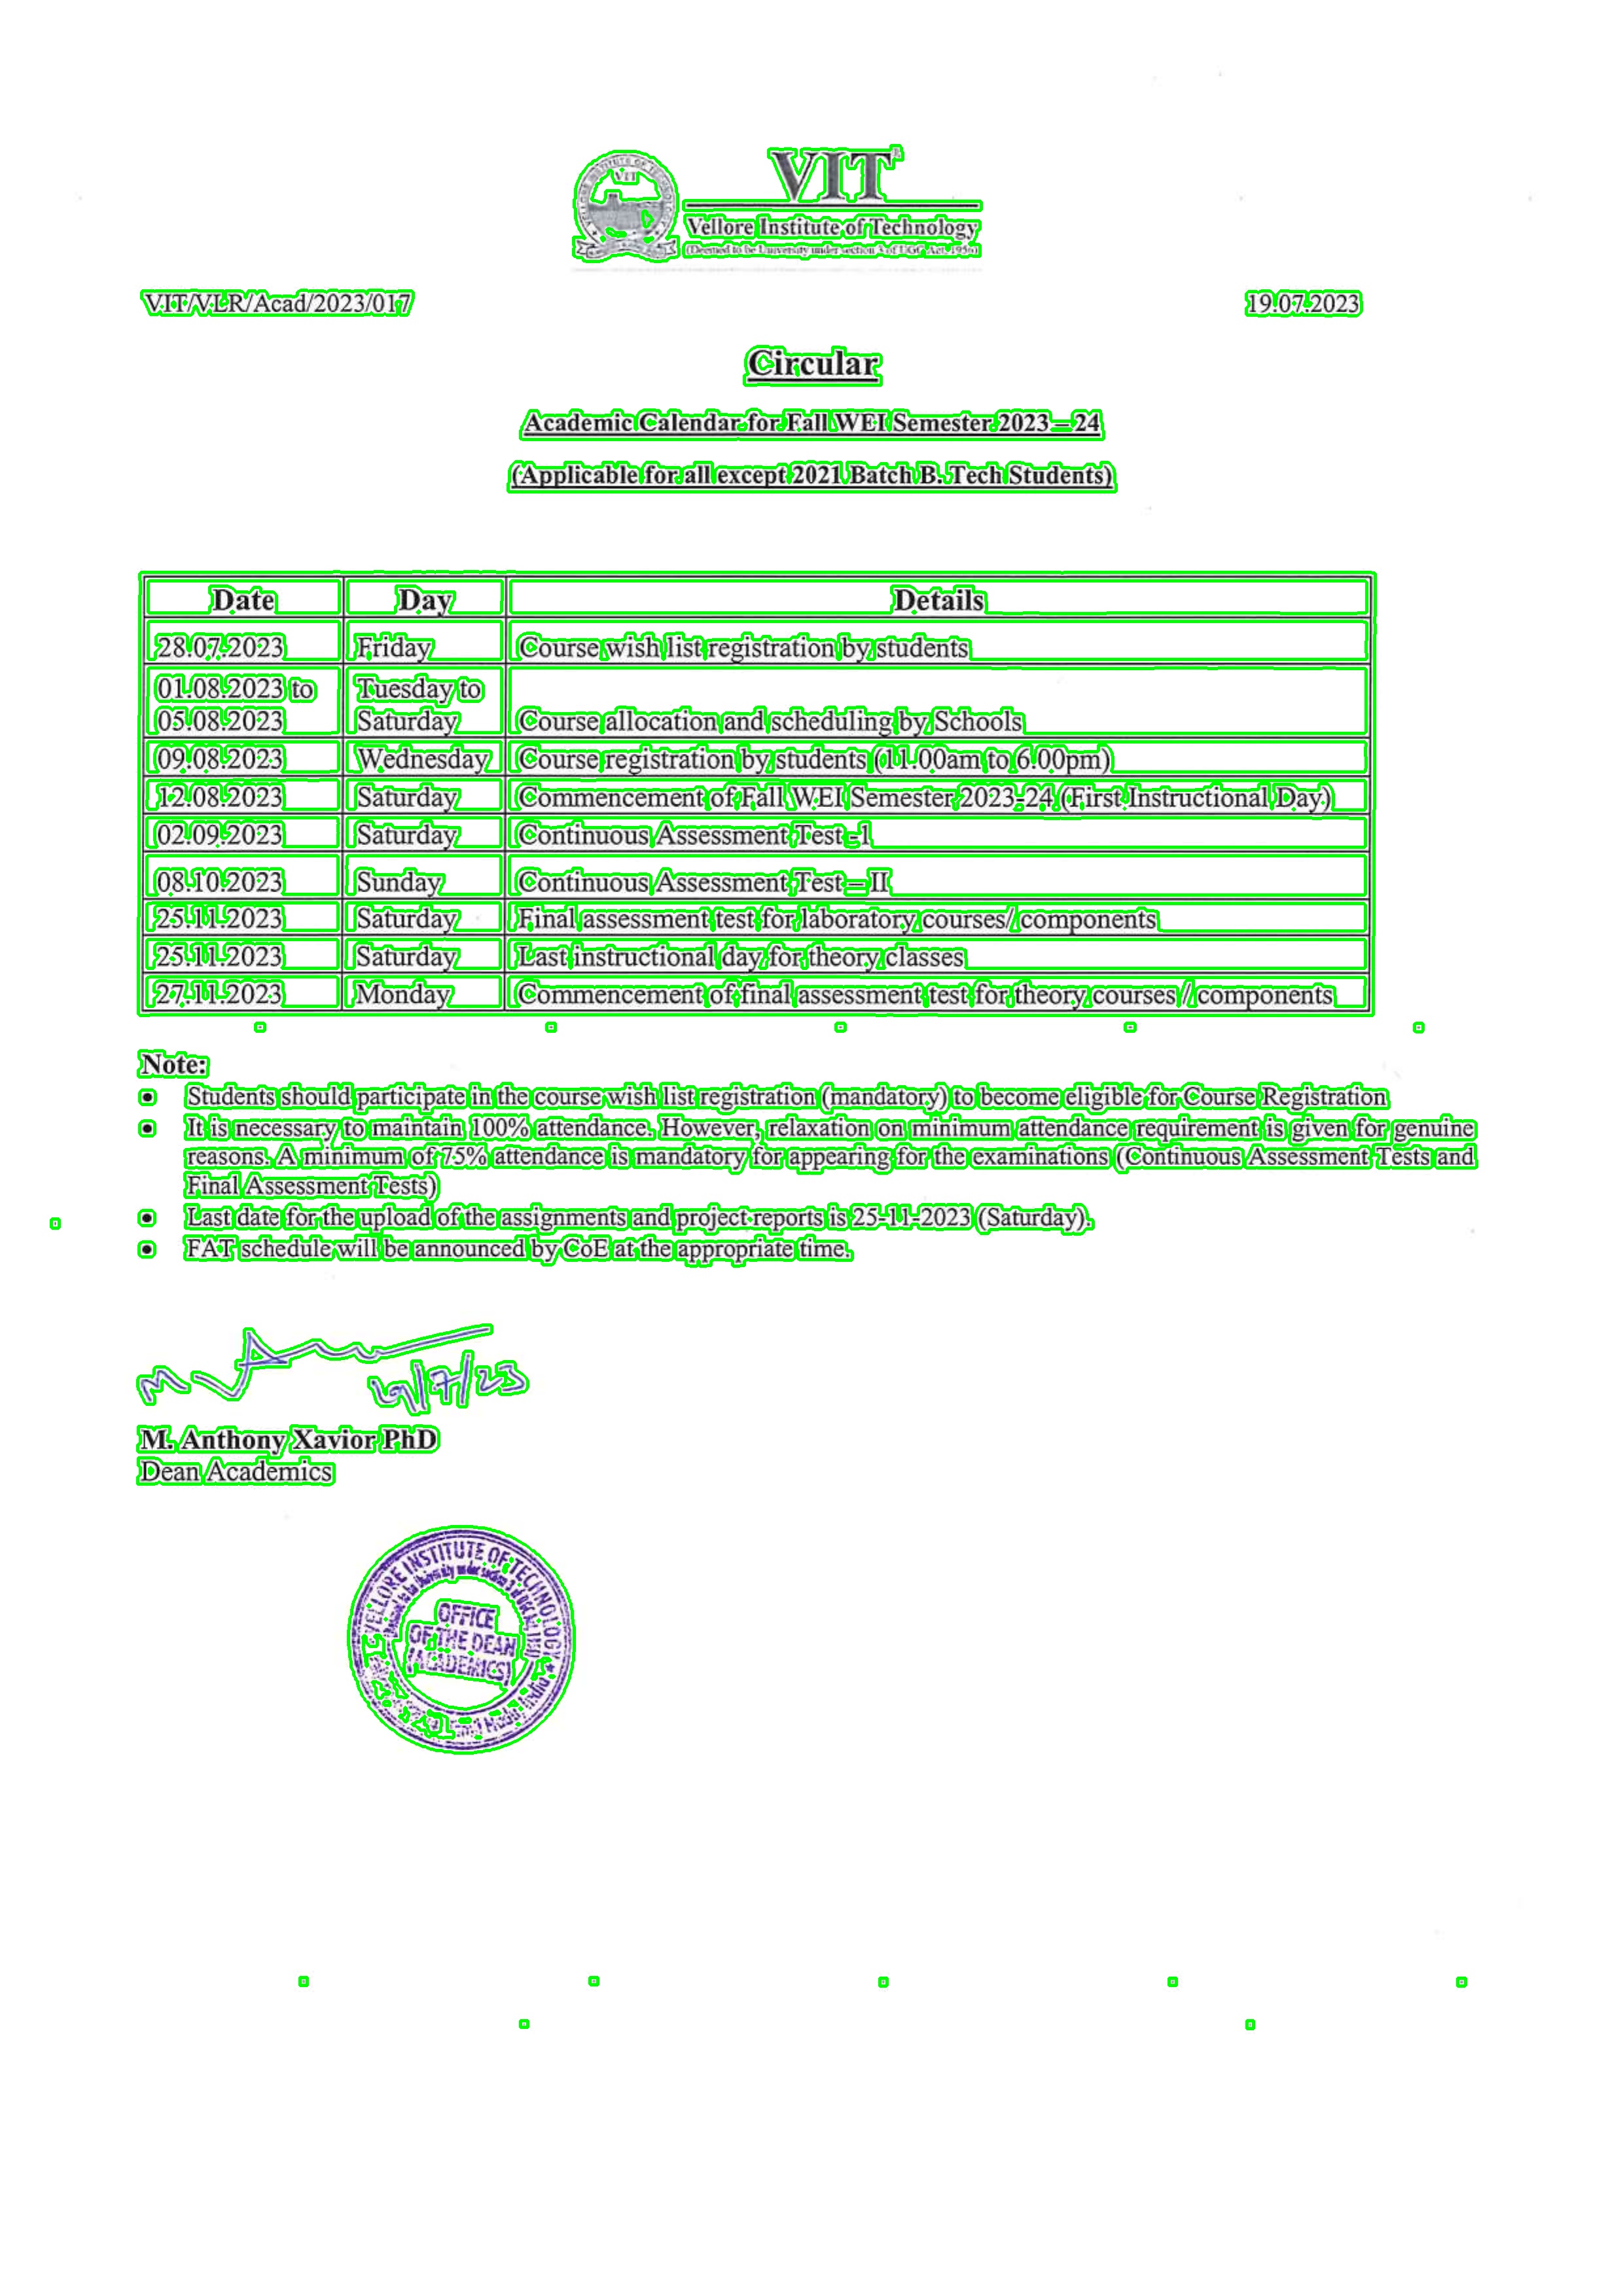 VIT
Vellore Institute of Technology
(Deemed to be University under section 3 of UGC Act, 1956)
VIT/VLR/Acad/2023/017 19.07.2023
Circular
Academic Calendar for Fall WEI Semester 2023 – 24
(Applicable for all except 2021 Batch B. Tech Students)
Date Day Details
28.07.2023 Friday Course wish list registration by students
01.08.2023 to Tuesday to
05.08.2023 Saturday Course allocation and scheduling by Schools
09.08.2023 Wednesday Course registration by students (11.00am to 6.00pm)
12.08.2023 Saturday Commencement of Fall WEI Semester 2023-24 (First Instructional Day)
02.09.2023 Saturday Continuous Assessment Test -I
08.10.2023 Sunday Continuous Assessment Test – II
25.11.2023 Saturday Final assessment test for laboratory courses/ components
25.11.2023 Saturday Last instructional day for theory classes
27.11.2023 Monday Commencement of final assessment test for theory courses / components
Note:
• Students should participate in the course wish list registration (mandatory) to become eligible for Course Registration
• It is necessary to maintain 100% attendance. However, relaxation on minimum attendance requirement is given for genuine
reasons. A minimum of 75% attendance is mandatory for appearing for the examinations (Continuous Assessment Tests and
Final Assessment Tests)
• Last date for the upload of the assignments and project reports is 25-11-2023 (Saturday).
• FAT schedule will be announced by CoE at the appropriate time.
19/7/23
M. Anthony Xavior PhD
Dean Academics
VELLORE INSTITUTE OF TECHNOLOGY
OFFICE
OF THE DEAN
(ACADEMICS)